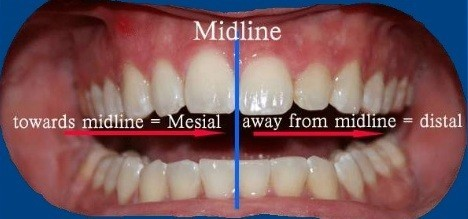 Midline
towards midline = Mesial
away from midline = distal